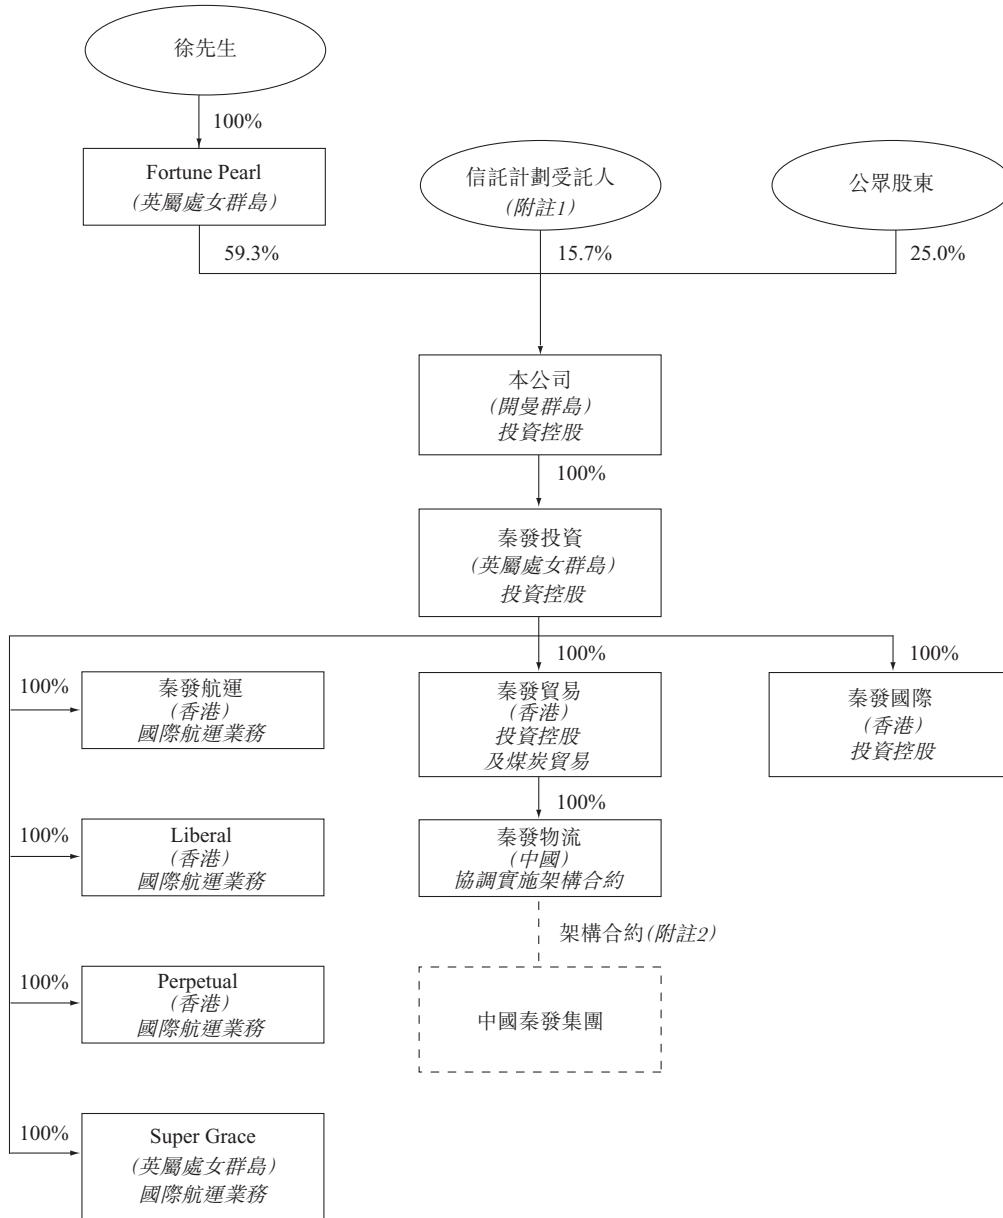 徐先生
100%
Fortune Pearl
(英屬處女群島)
信託計劃受託人
(附註1)
公眾股東
59.3%
15.7%
25.0%
本公司
(開曼群島)
投資控股
100%
秦發投資
(英屬處女群島)
投資控股
100%
100%
100%
秦發航運
(香港)
國際航運業務
秦發貿易
(香港)
投資控股
及煤炭貿易
秦發國際
(香港)
投資控股
100%
100%
Liberal
(香港)
國際航運業務
秦發物流
(中國)
協調實施架構合約
架構合約(附註2)
100%
Perpetual
(香港)
國際航運業務
中國秦發集團
100%
Super Grace
(英屬處女群島)
國際航運業務